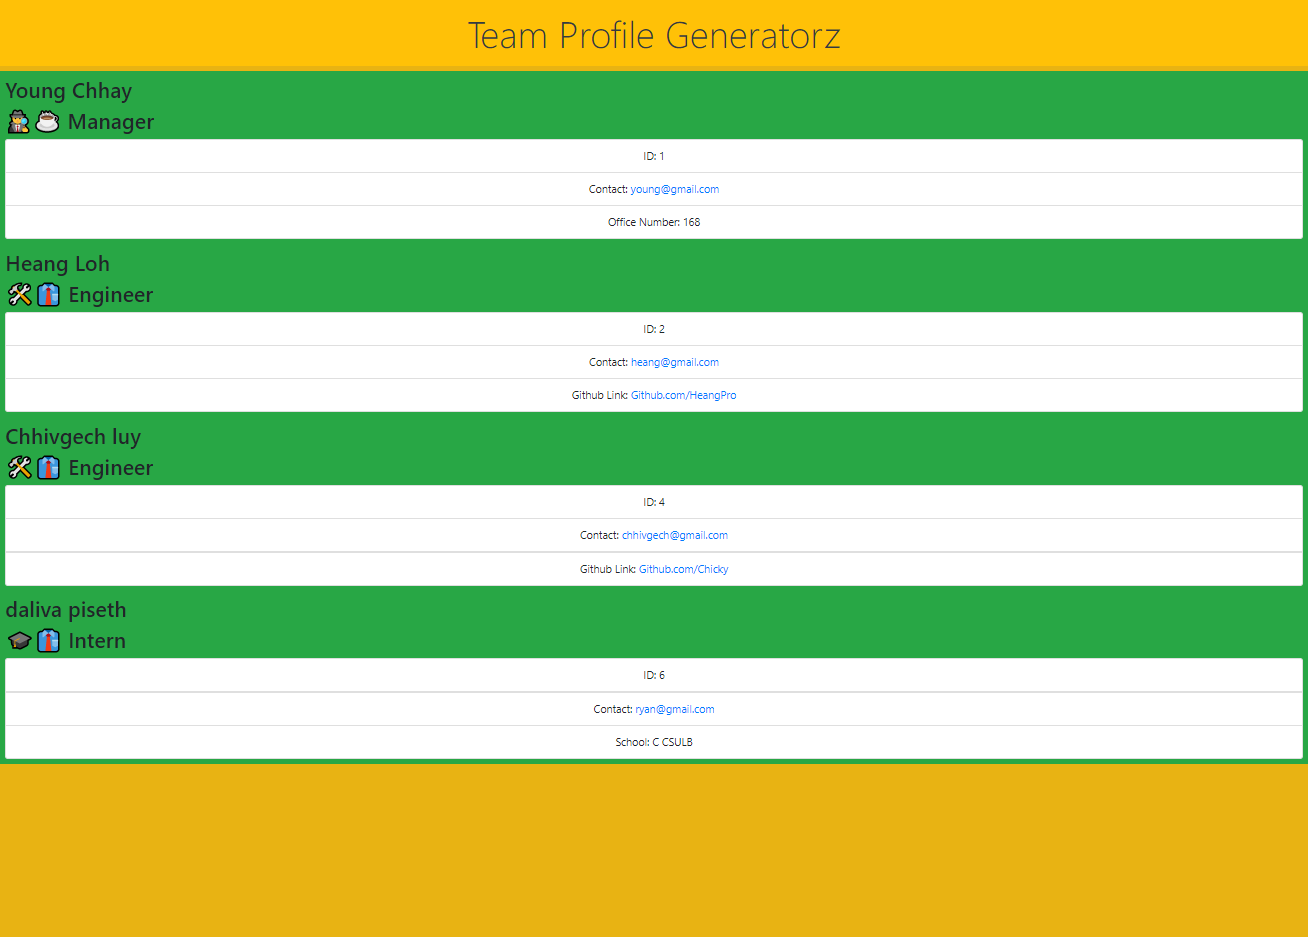 Team Profile Generatorz
Young Chhay
Manager
ID: 1
Contact: young@gmail.com
Office Number: 168
Heang Loh
Engineer
ID: 2
Contact: heang@gmail.com
Github Link: Github.com/HeangPro
Chhivgech luy
Engineer
ID: 4
Contact: chhivgech@gmail.com
Github Link: Github.com/Chicky
daliva piseth
Intern
ID: 6
Contact: ryan@gmail.com
School: C CSULB